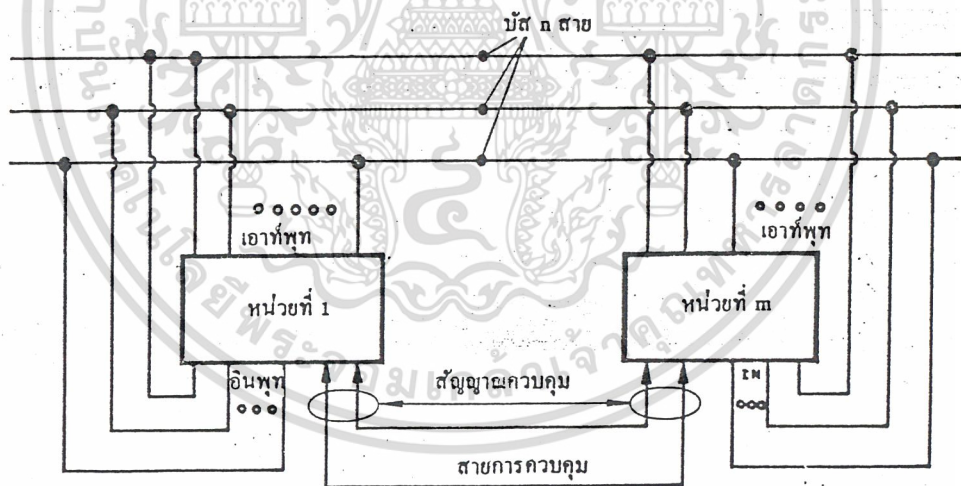 บัส n สาย
เอาท์พุท
เอาท์พุท
หน่วยที่ 1
หน่วยที่ m
อินพุท
IN
สัญญาณควบคุม
สายการควบคุม